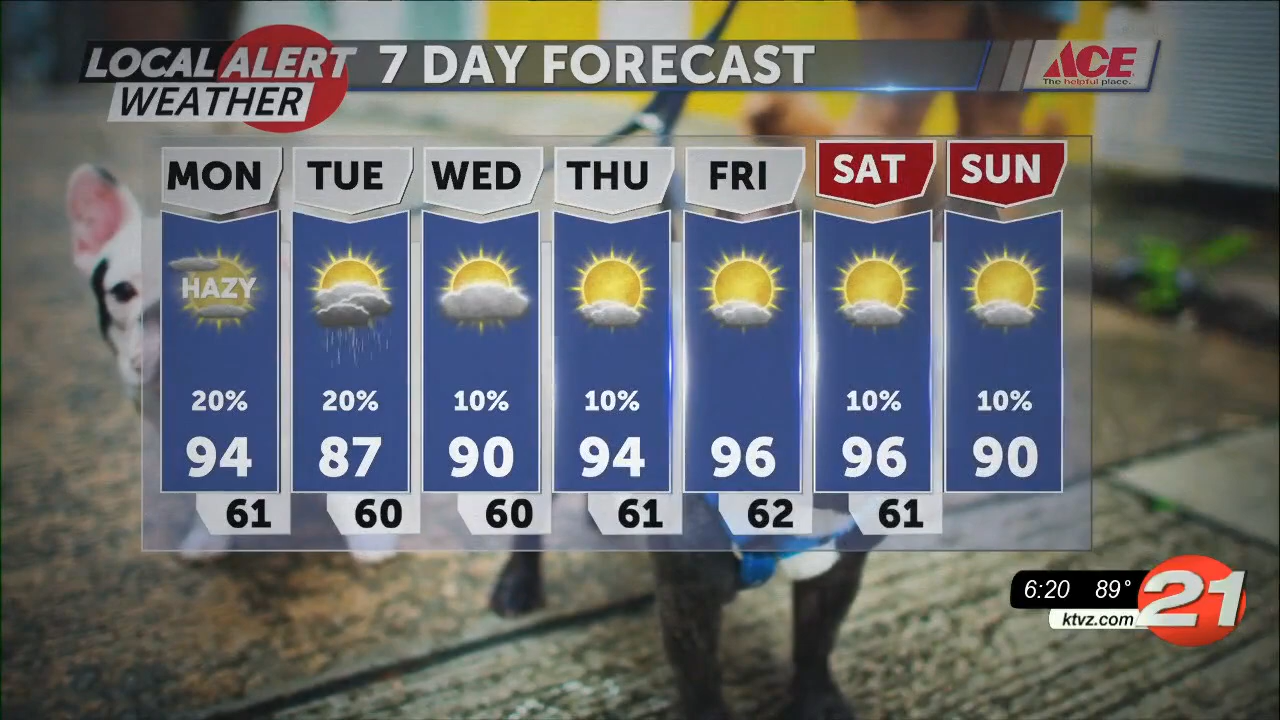 LOCAL ALERT
WEATHER
7 DAY FORECAST
ACE
The helpful place.
MON TUE WED THU FRI SAT SUN
HAZY
20% 20% 10% 10% 10% 10%
94 87 90 94 96 96 90
61 60 60 61 62 61
6:20 89°
ktvz.com
21